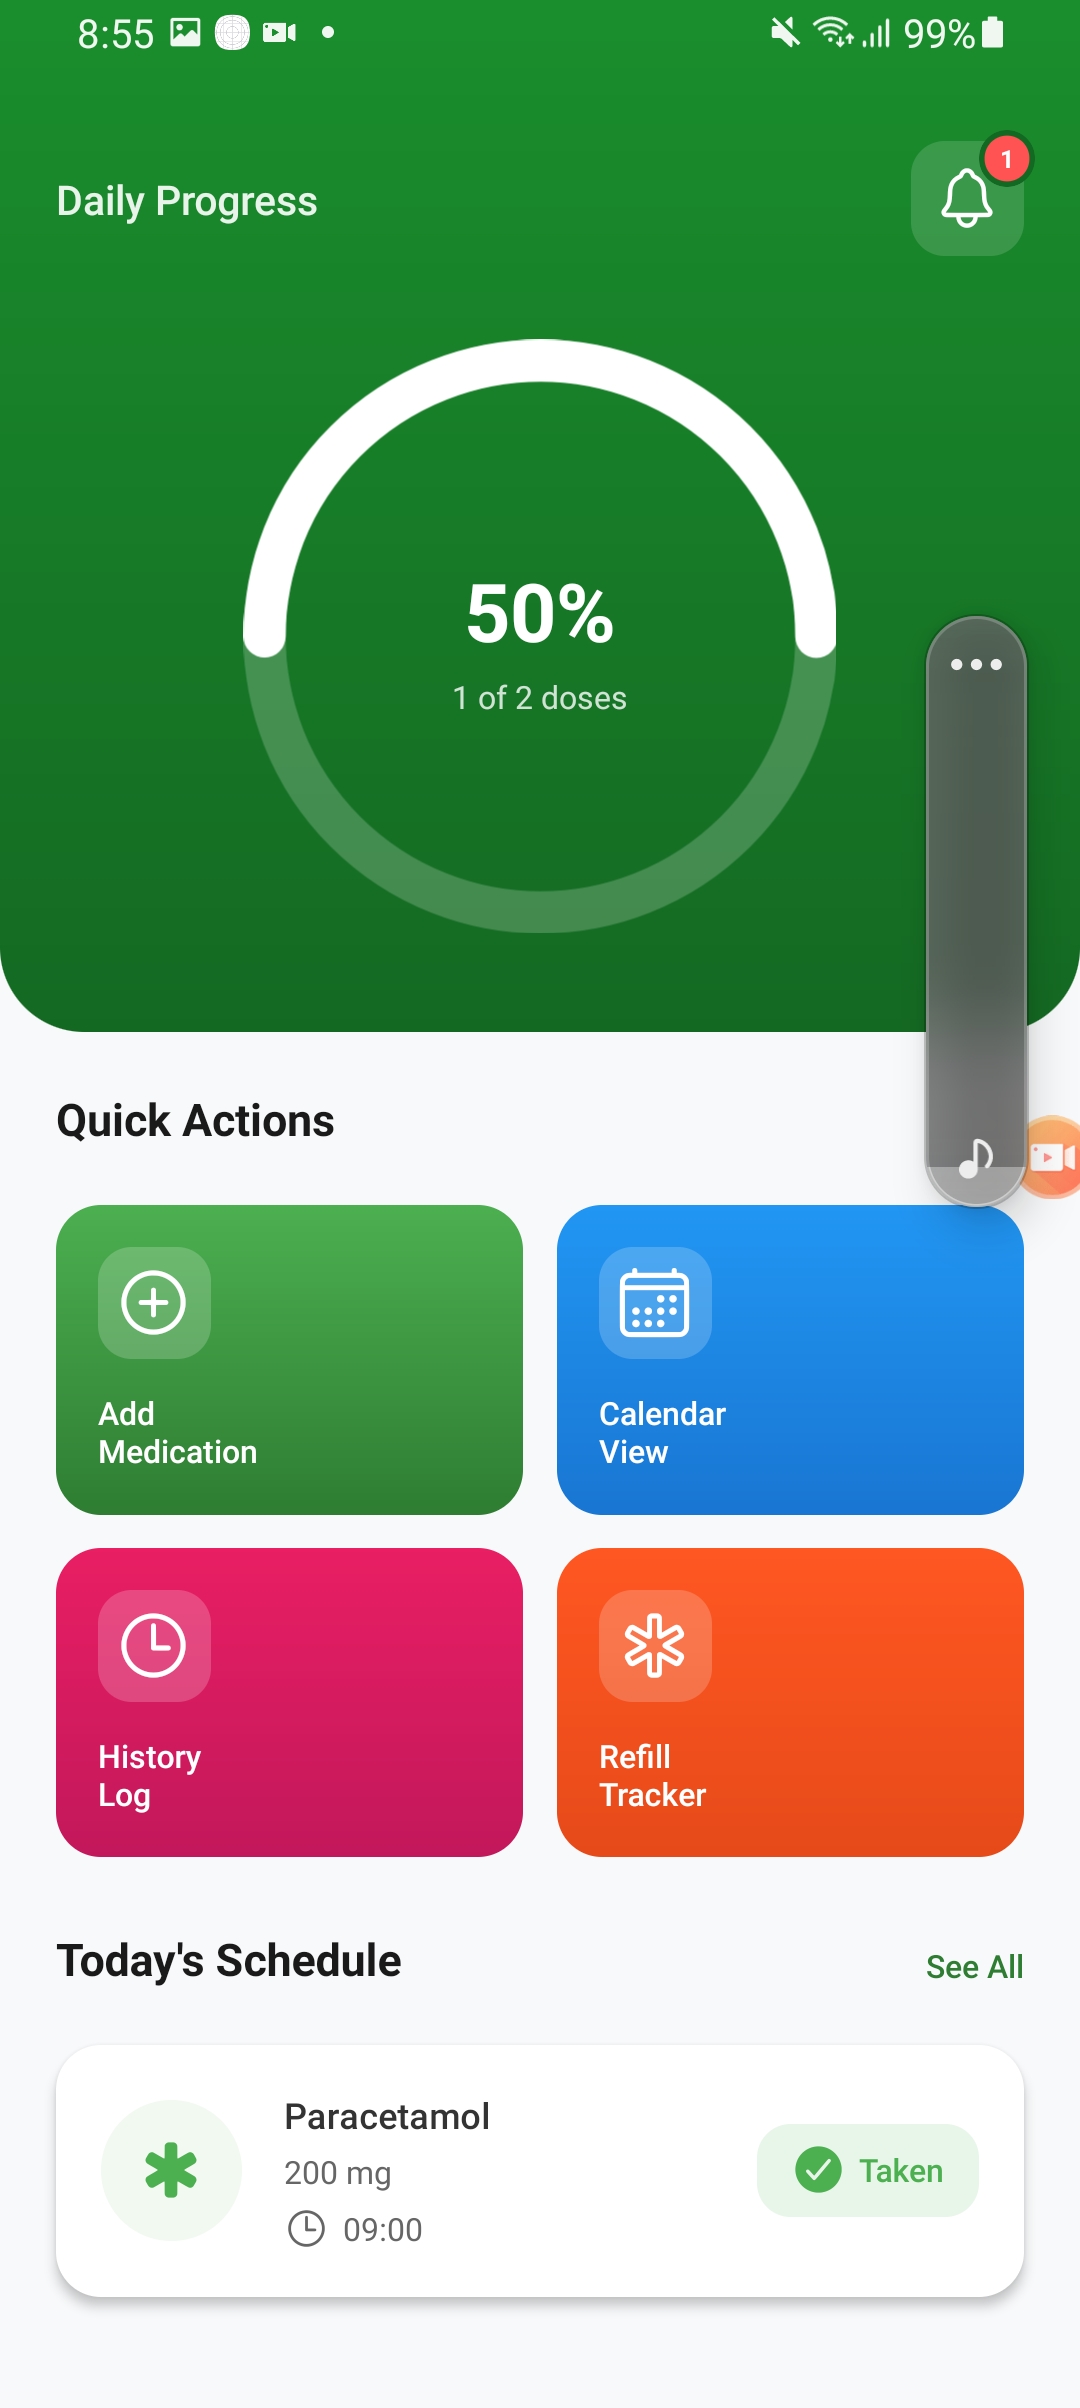 8:55
99%
Daily Progress
1
50%
1 of 2 doses
Quick Actions
Add
Medication
Calendar
View
History
Log
Refill
Tracker
Today's Schedule
See All
Paracetamol
200 mg
09:00
Taken